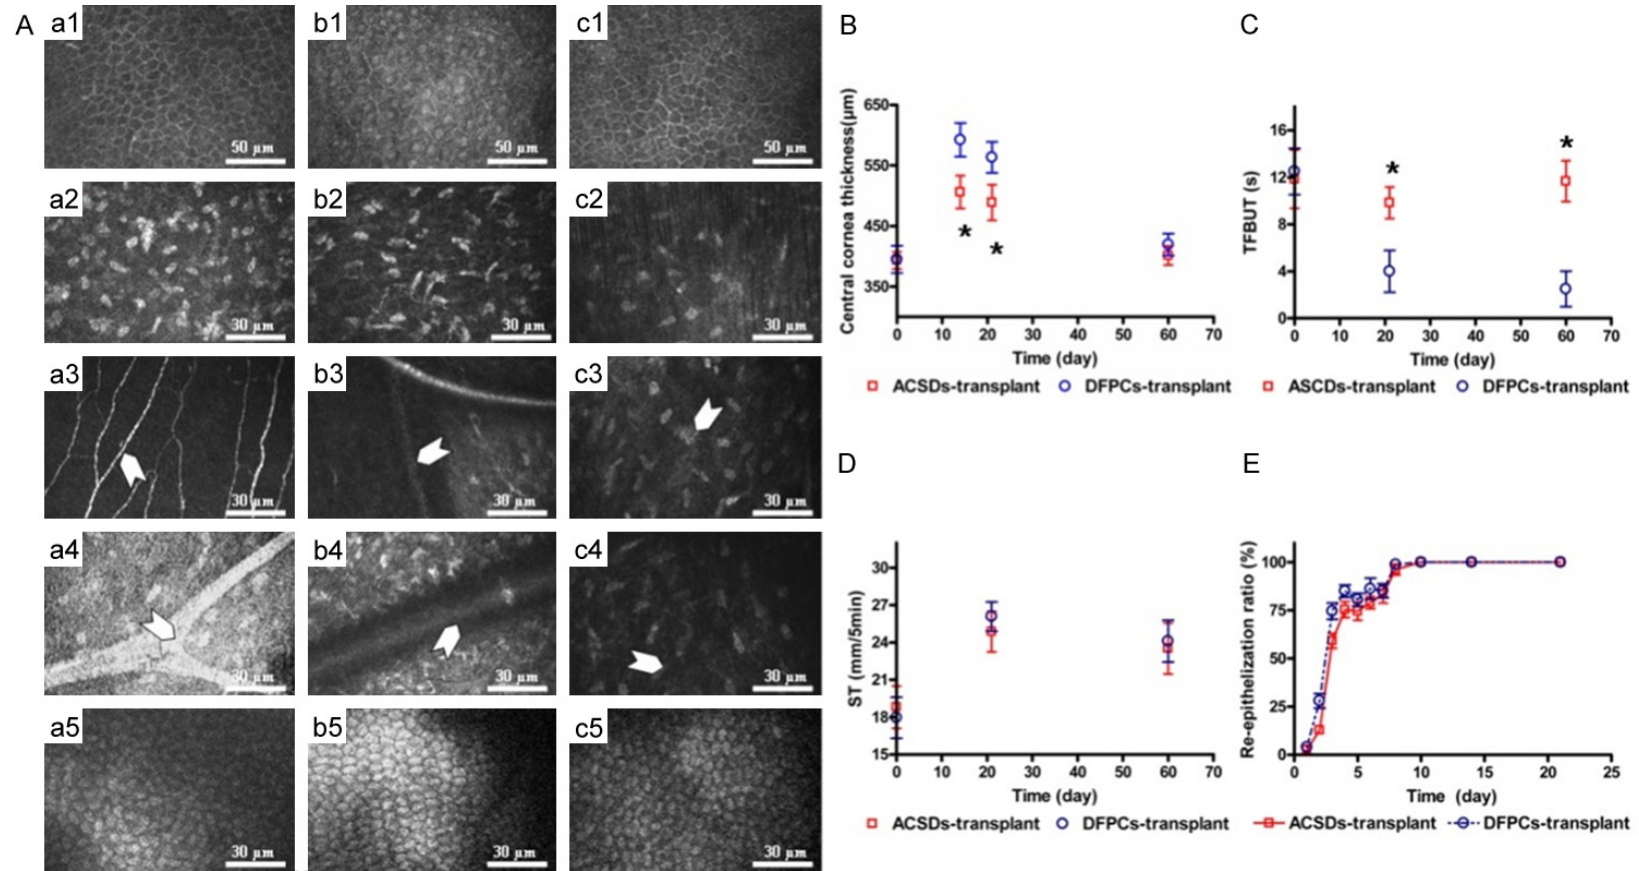 A
a1
50 µm
b1
50 µm
c1
50 µm
a2
30 µm
b2
30 µm
c2
30 µm
a3
30 µm
b3
30 µm
c3
30 µm
a4
30 µm
b4
30 µm
c4
30 µm
a5
30 µm
b5
30 µm
c5
30 µm
B
Central cornea thickness(µm)
650
550
450
350
*
*
0 10 20 30 40 50 60 70
Time (day)
ACSDs-transplant DFPCs-transplant
C
TFBUT (s)
16
12
8
4
0
*
*
0 10 20 30 40 50 60 70
Time (day)
ASCDs-transplant DFPCs-transplant
D
ST (mm/5min)
30
27
24
21
18
15
0 10 20 30 40 50 60 70
Time (day)
ACSDs-transplant DFPCs-transplant
E
Re-epithelization ratio (%)
100
75
50
25
0
0 5 10 15 20 25
Time (day)
ACSDs-transplant DFPCs-transplant